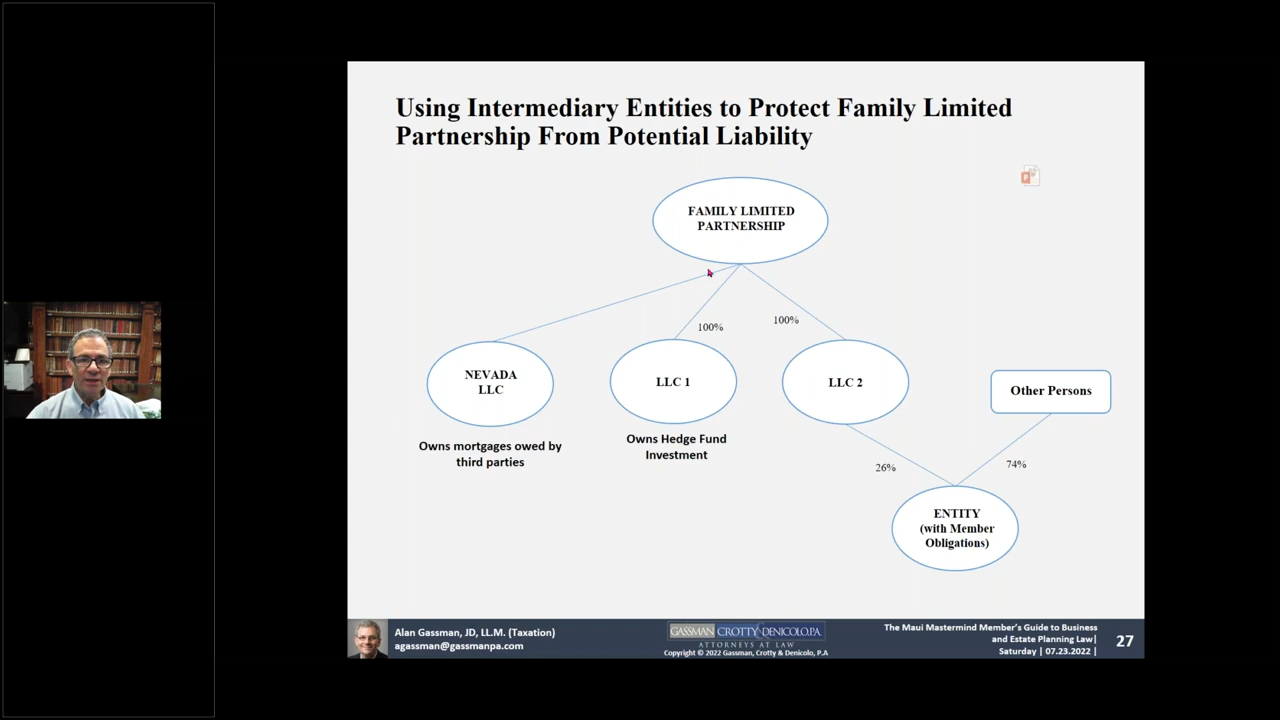 Using Intermediary Entities to Protect Family Limited
Partnership From Potential Liability
P
FAMILY LIMITED
PARTNERSHIP
100%
100%
NEVADA
LLC
LLC 1
LLC 2
Other Persons
Owns mortgages owed by
third parties
Owns Hedge Fund
Investment
26%
74%
ENTITY
(with Member
Obligations)
Alan Gassman, JD, LL.M. (Taxation)
agassman@gassmanpa.com
GASSMAN CROTTY & DENICOLO, P.A.
ATTORNEYS AT LAW
Copyright © 2022 Gassman, Crotty & Denicolo, P.A
The Maui Mastermind Member's Guide to Business
and Estate Planning Law|
Saturday | 07.23.2022 |
27